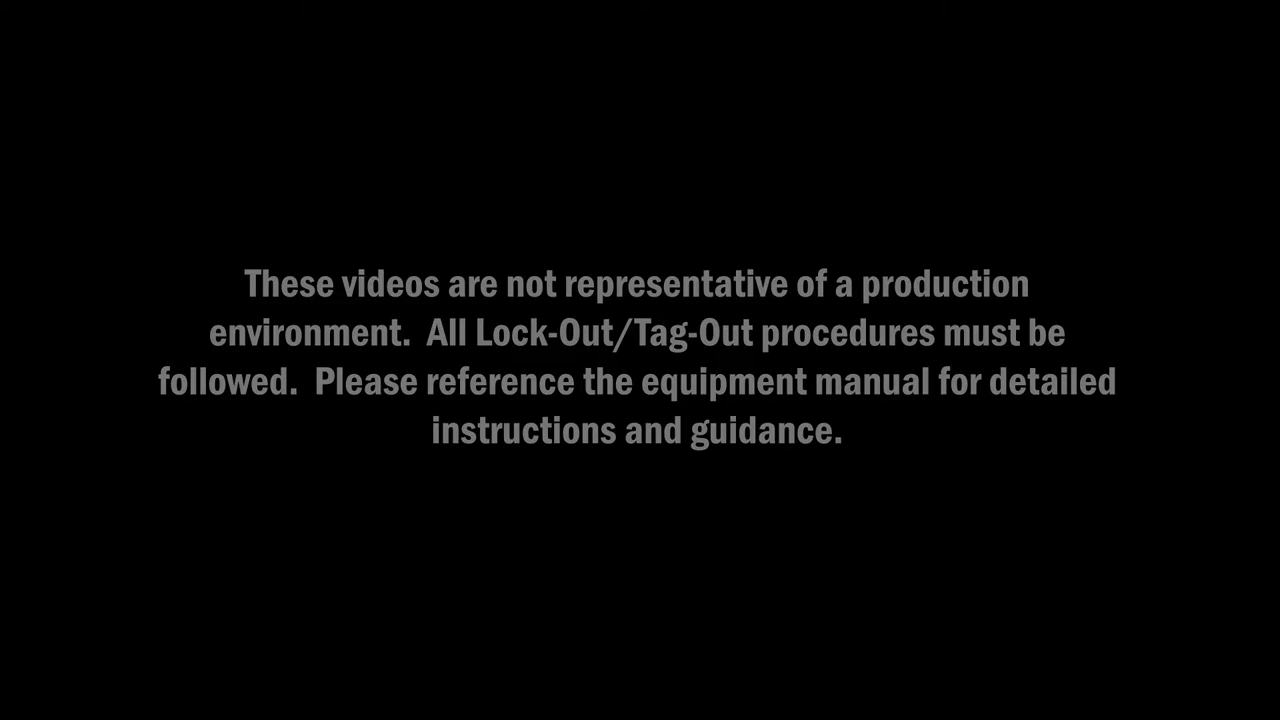 These videos are not representative of a production
environment.  All Lock-Out/Tag-Out procedures must be
followed.  Please reference the equipment manual for detailed
instructions and guidance.